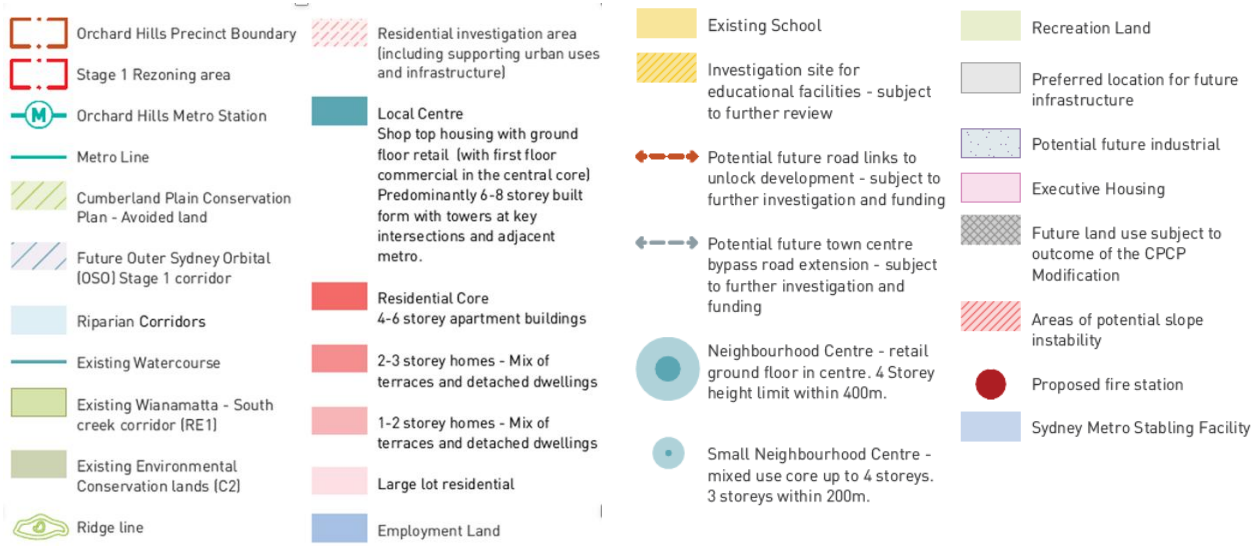 Orchard Hills Precinct Boundary
Stage 1 Rezoning area
M
Orchard Hills Metro Station
Metro Line
Cumberland Plain Conservation
Plan - Avoided land
Future Outer Sydney Orbital
(OSO) Stage 1 corridor
Riparian Corridors
Existing Watercourse
Existing Wianamatta - South
creek corridor (RE1)
Existing Environmental
Conservation lands (C2)
Ridge line
Residential investigation area
(including supporting urban uses
and infrastructure)
Local Centre
Shop top housing with ground
floor retail (with first floor
commercial in the central core)
Predominantly 6-8 storey built
form with towers at key
intersections and adjacent
metro.
Residential Core
4-6 storey apartment buildings
2-3 storey homes - Mix of
terraces and detached dwellings
1-2 storey homes - Mix of
terraces and detached dwellings
Large lot residential
Employment Land
Existing School
Investigation site for
educational facilities - subject
to further review
Potential future road links to
unlock development - subject to
further investigation and funding
Potential future town centre
bypass road extension - subject
to further investigation and
funding
Neighbourhood Centre - retail
ground floor in centre. 4 Storey
height limit within 400m.
Small Neighbourhood Centre -
mixed use core up to 4 storeys.
3 storeys within 200m.
Recreation Land
Preferred location for future
infrastructure
Potential future industrial
Executive Housing
Future land use subject to
outcome of the CPCP
Modification
Areas of potential slope
instability
Proposed fire station
Sydney Metro Stabling Facility